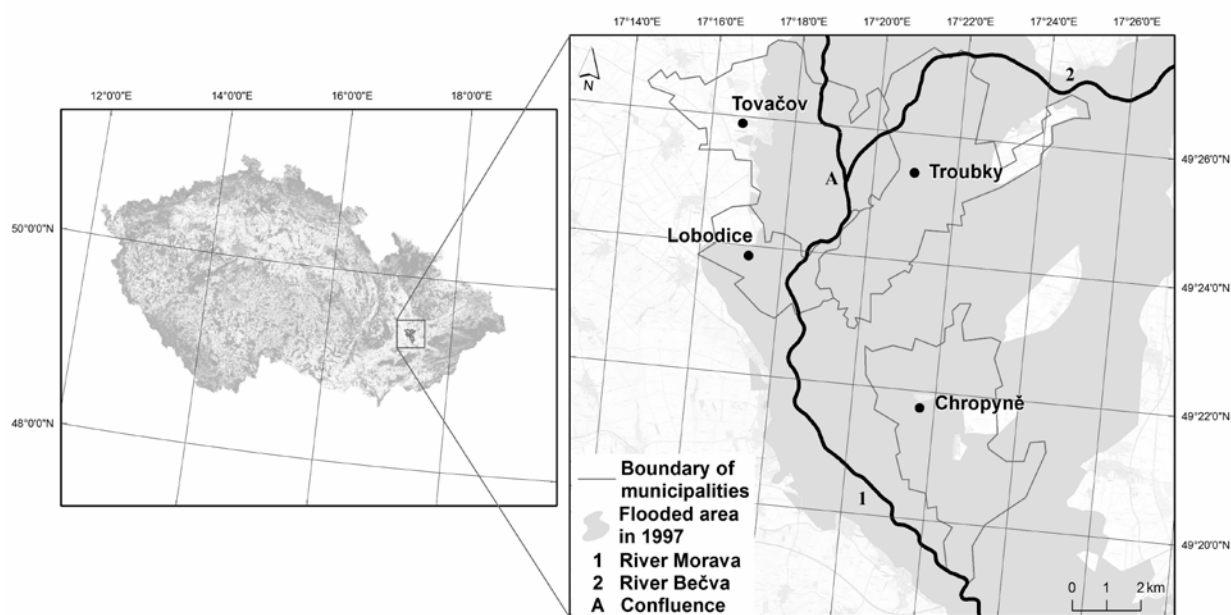 12°0'0"E 14°0'0"E 16°0'0"E 18°0'0"E
50°0'0"N
48°0'0"N
17°14'0"E 17°16'0"E 17°18'0"E 17°20'0"E 17°22'0"E 17°24'0"E 17°26'0"E
N
2
Tovačov
49°26'0"N
A
Troubky
Lobodice
49°24'0"N
49°22'0"N
Chropyně
1
49°20'0"N
Boundary of
municipalities
Flooded area
in 1997
1 River Morava
2 River Bečva
A Confluence
0 1 2 km